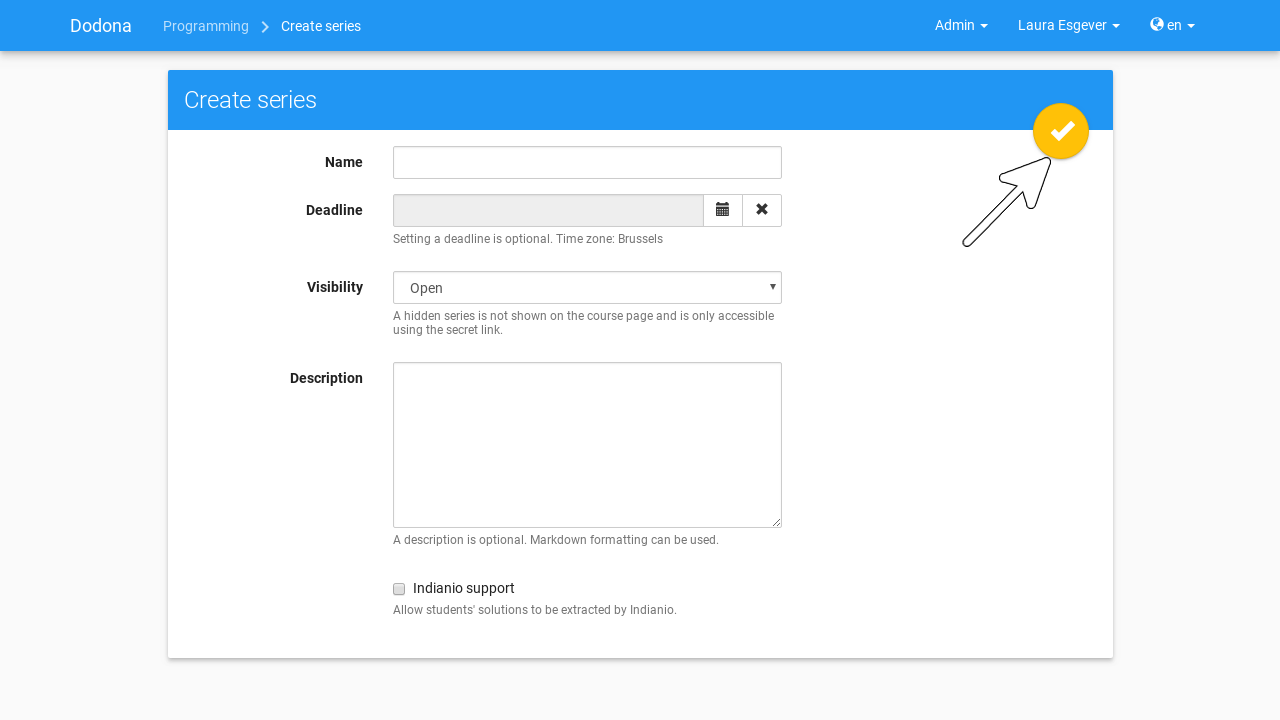 Dodona Programming Create series Admin Laura Esgever en
Create series
Name
Deadline
Setting a deadline is optional. Time zone: Brussels
Visibility Open
A hidden series is not shown on the course page and is only accessible
using the secret link.
Description
A description is optional. Markdown formatting can be used.
Indianio support
Allow students' solutions to be extracted by Indianio.